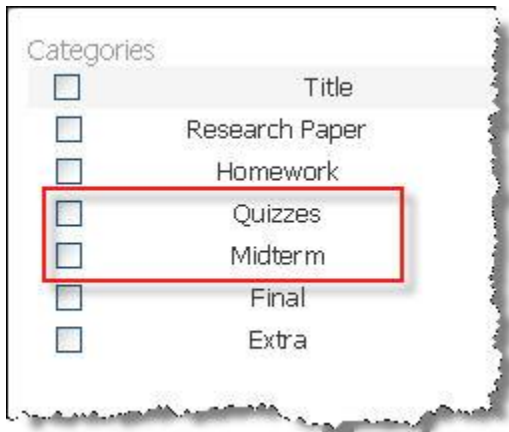 Categories
Title
Research Paper
Homework
Quizzes
Midterm
Final
Extra